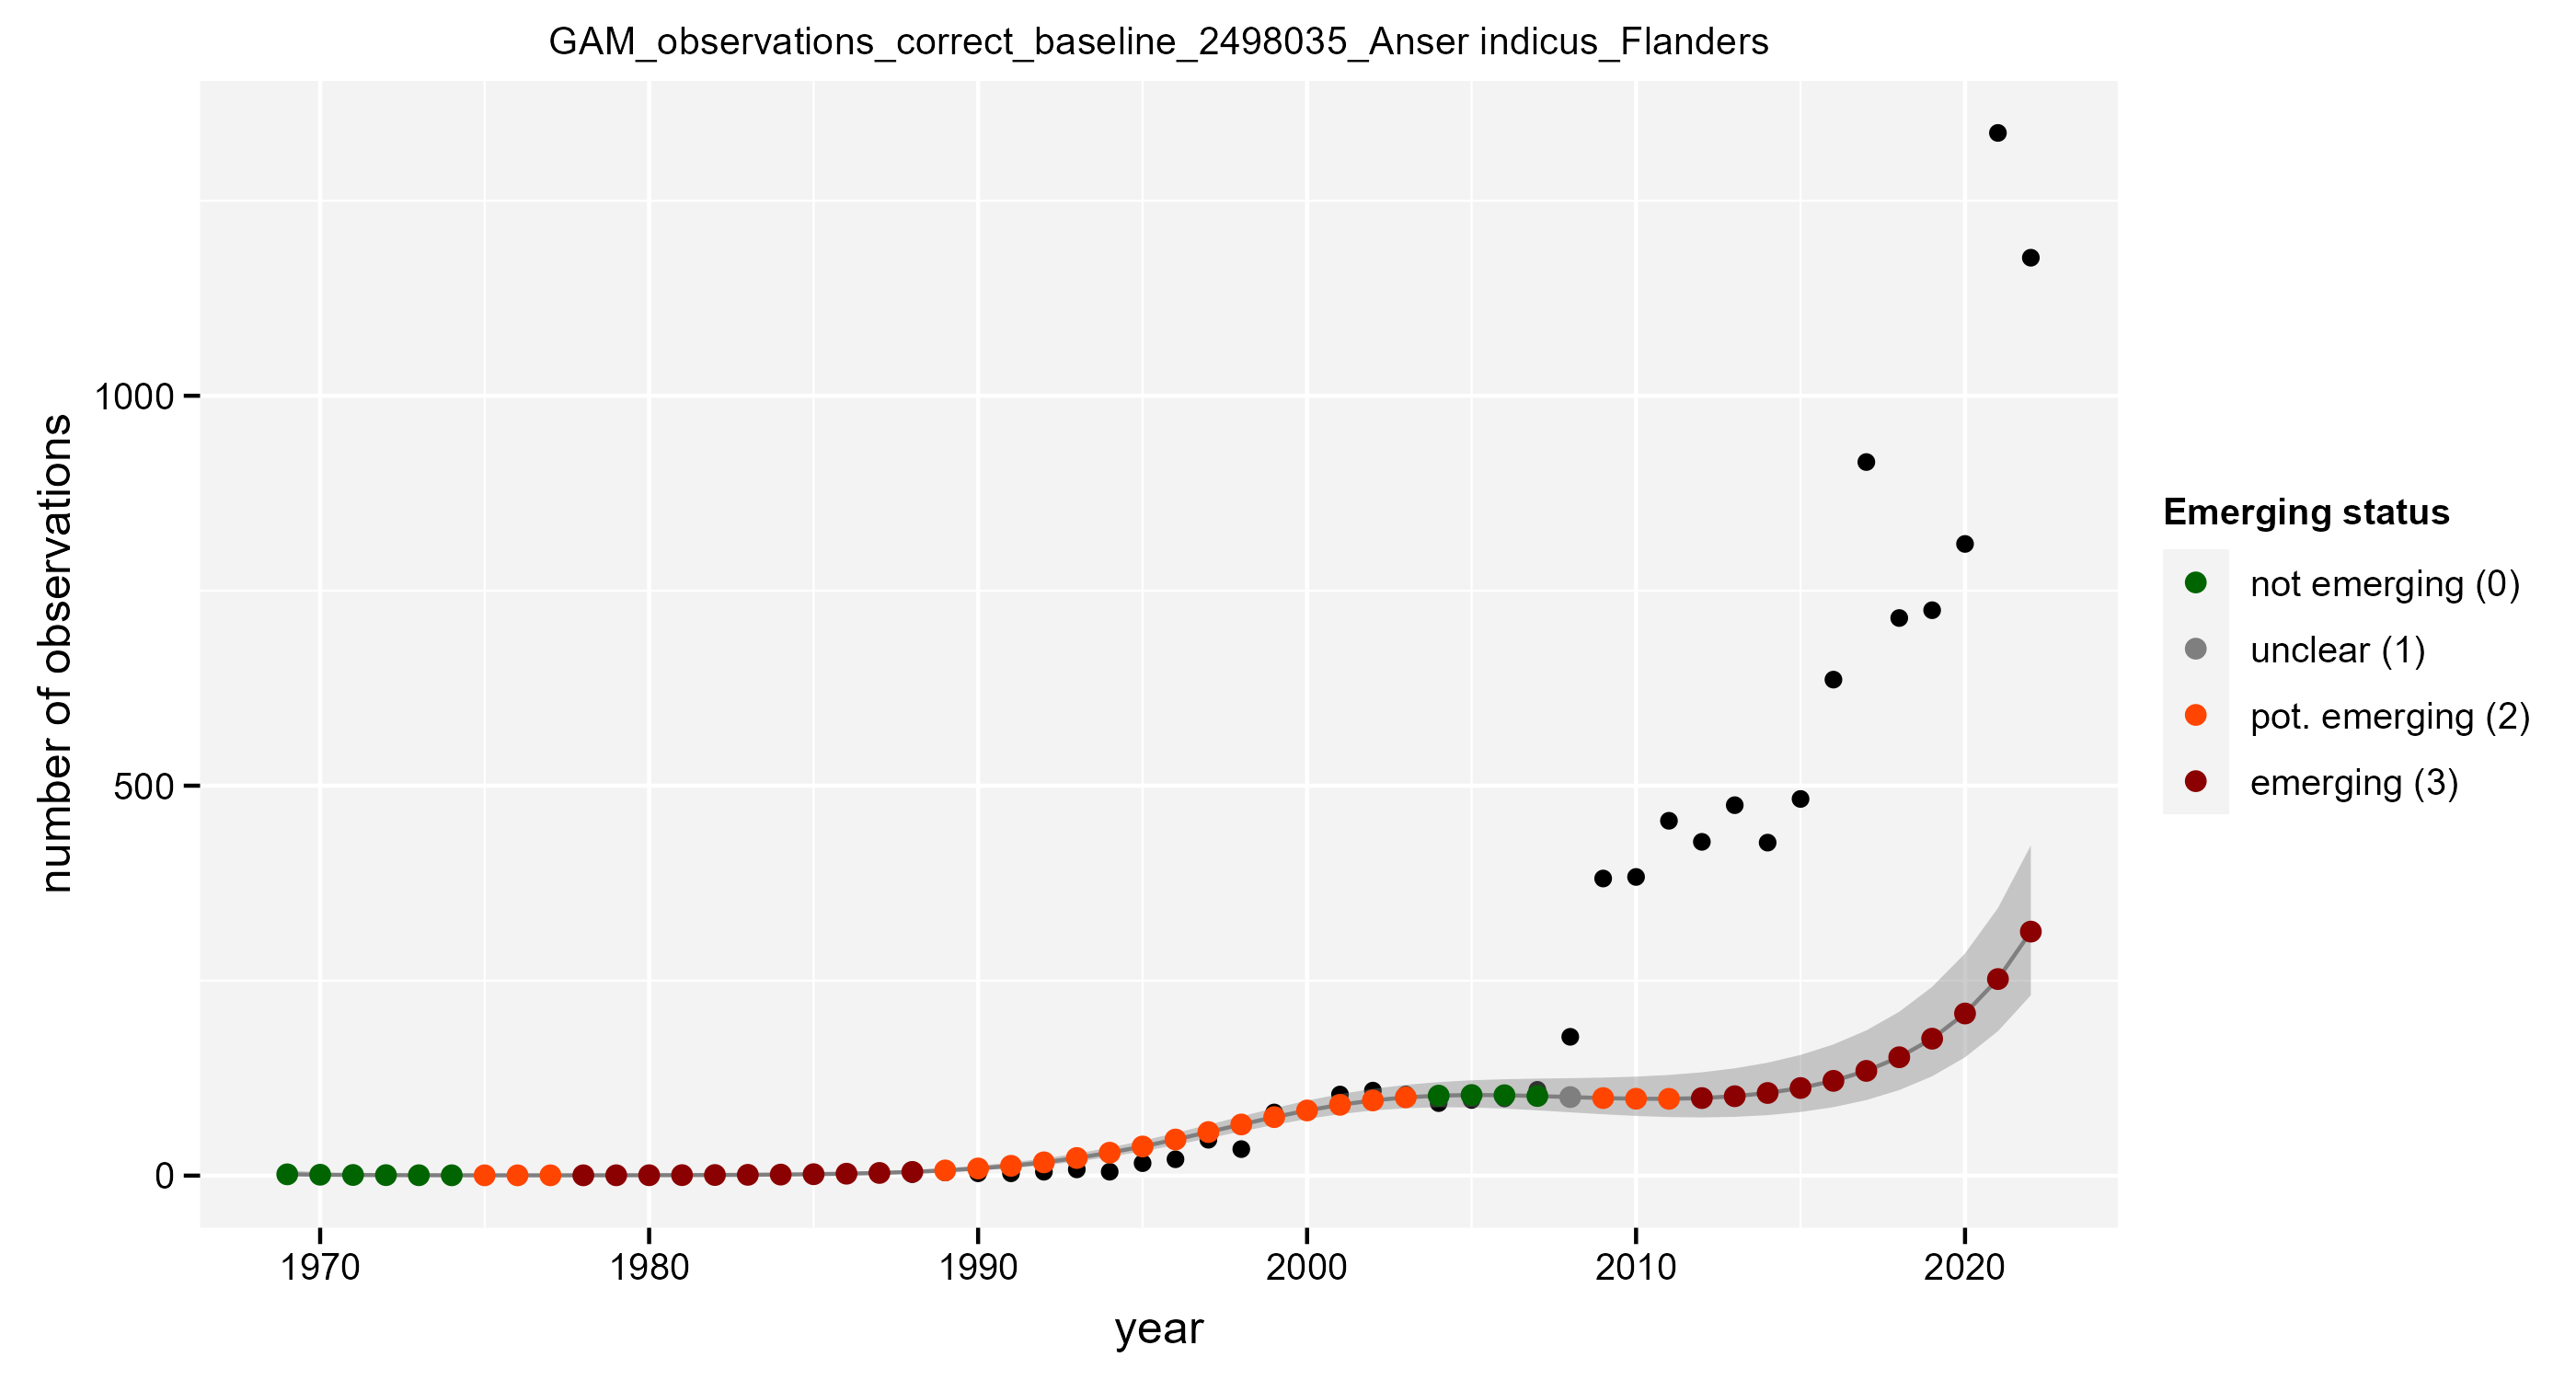 GAM_observations_correct_baseline_2498035_Anser indicus_Flanders
number of observations
1000
500
0
1970
1980
1990
2000
2010
2020
year
Emerging status
not emerging (0)
unclear (1)
pot. emerging (2)
emerging (3)